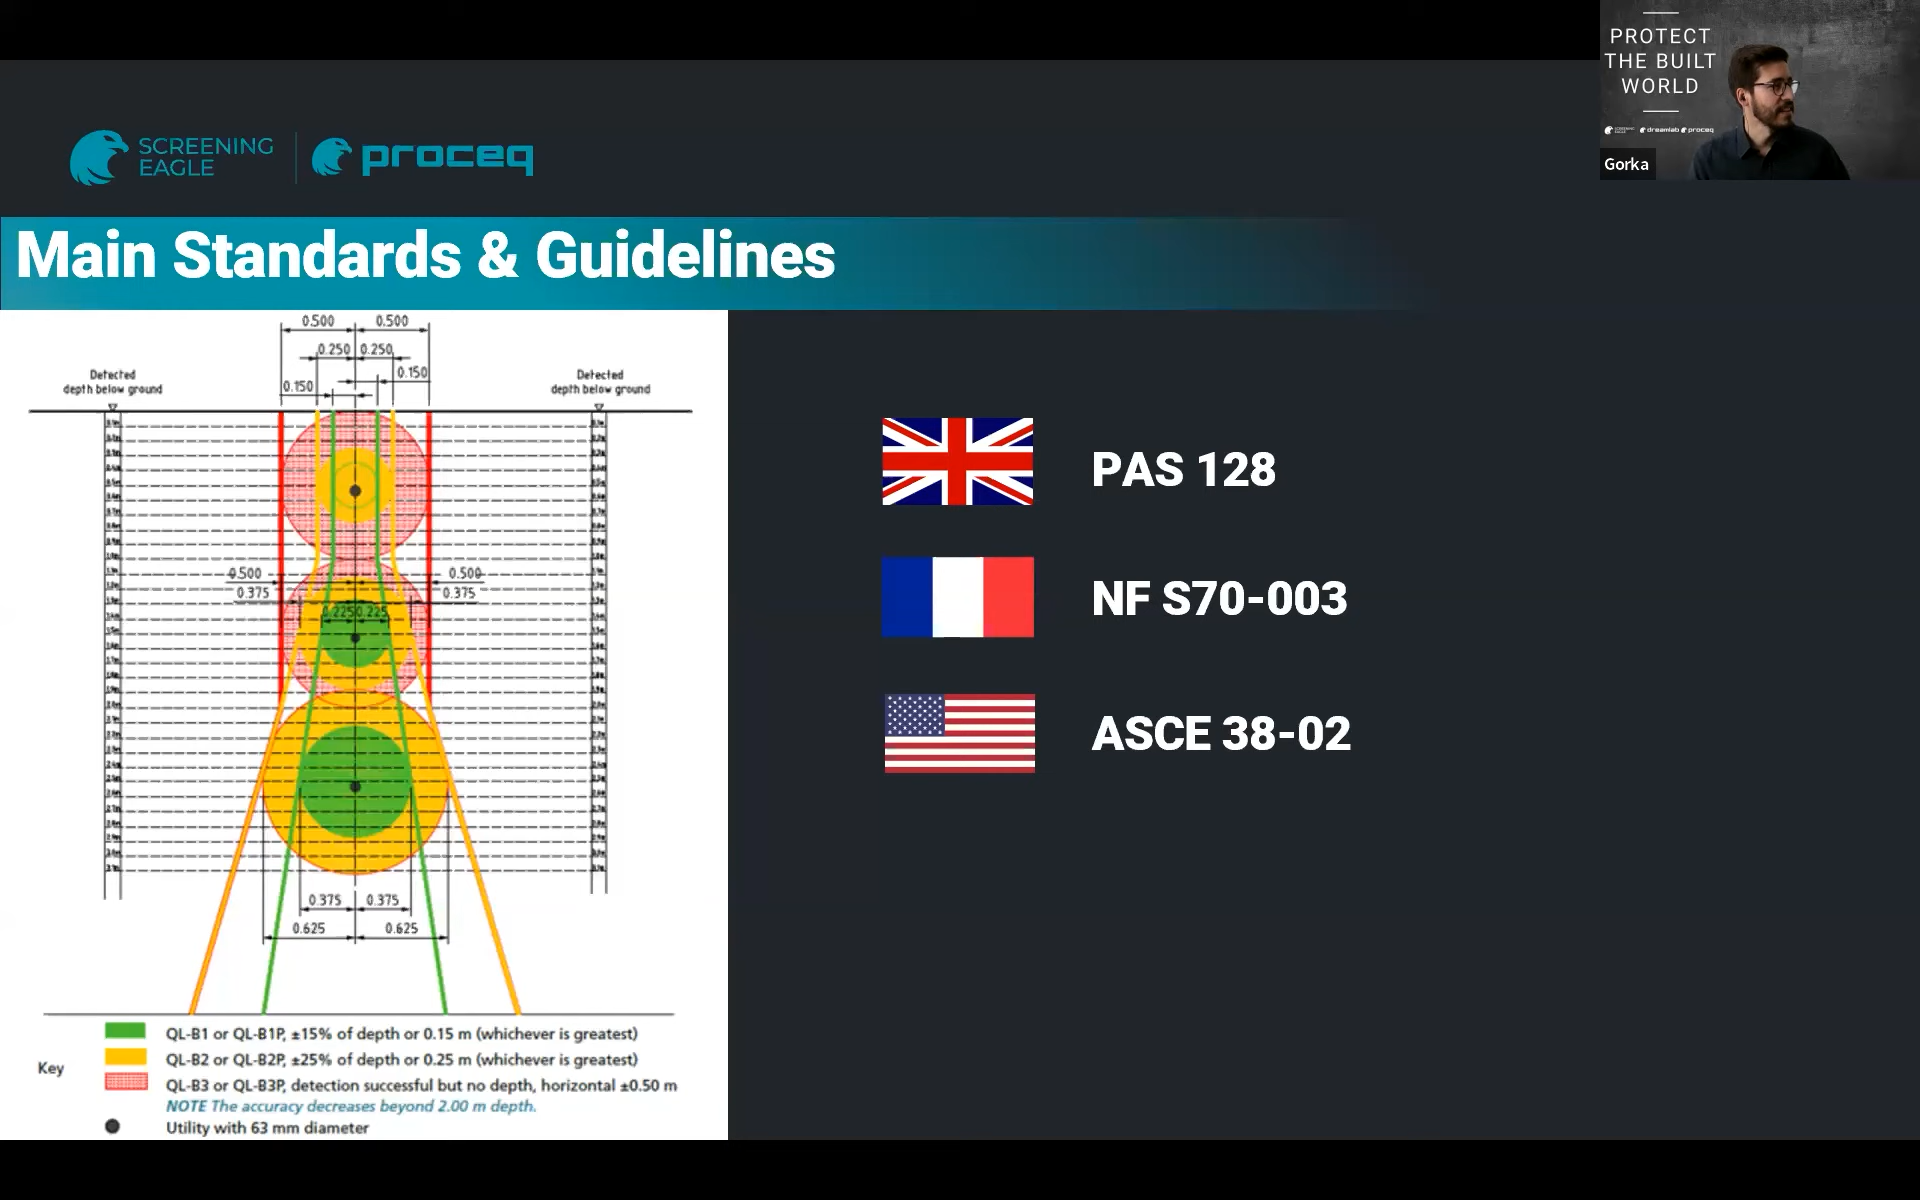 PROTECT
THE BUILT
WORLD
dreamlab proceq
Gorka
SCREENING
EAGLE
proceq
Main Standards & Guidelines
0.500 0.500
0.250 0.250
0.150
0.150
Detected
depth below ground
Detected
depth below ground
0.500 0.500
0.375 0.375
0.225 0.225
0.375 0.375
0.625 0.625
Key
QL-B1 or QL-B1P, ±15% of depth or 0.15 m (whichever is greatest)
QL-B2 or QL-B2P, ±25% of depth or 0.25 m (whichever is greatest)
QL-B3 or QL-B3P, detection successful but no depth, horizontal ±0.50 m
NOTE The accuracy decreases beyond 2.00 m depth.
Utility with 63 mm diameter
PAS 128
NF S70-003
ASCE 38-02